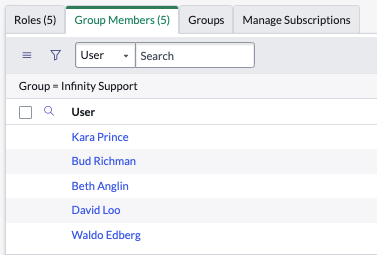 Roles (5) Group Members (5) Groups Manage Subscriptions
User Search
Group = Infinity Support
User
Kara Prince
Bud Richman
Beth Anglin
David Loo
Waldo Edberg